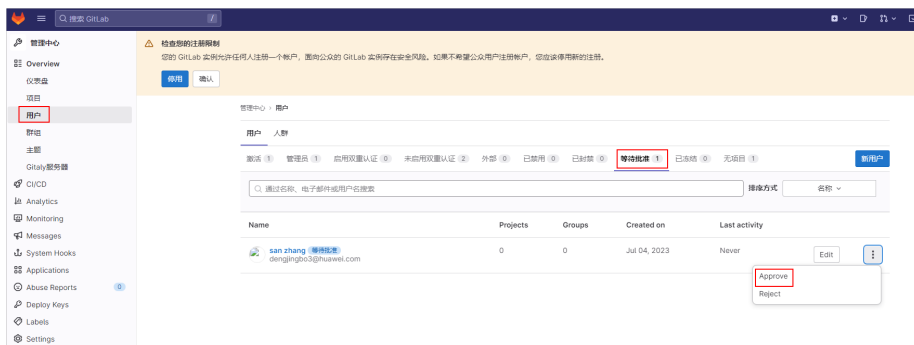 搜索 GitLab
/
管理中心
Overview
仪表盘
项目
用户
群组
主题
Gitaly服务器
CI/CD
Analytics
Monitoring
Messages
System Hooks
Applications
Abuse Reports 0
Deploy Keys
Labels
Settings
检查您的注册限制
您的 GitLab 实例允许任何人注册一个帐户，面向公众的 GitLab 实例存在安全风险。如果不希望公众用户注册帐户，您应该停用新的注册。
停用 确认
管理中心 › 用户
用户 人群
激活 1 管理员 1 启用双重认证 0 未启用双重认证 2 外部 0 已禁用 0 已封禁 0 等待批准 1 已冻结 0 无项目 1 新用户
通过名称、电子邮件或用户名搜索 排序方式 名称
Name Projects Groups Created on Last activity
san zhang 等待批准 0 0 Jul 04, 2023 Never Edit
dengjingbo3@huawei.com
Approve
Reject